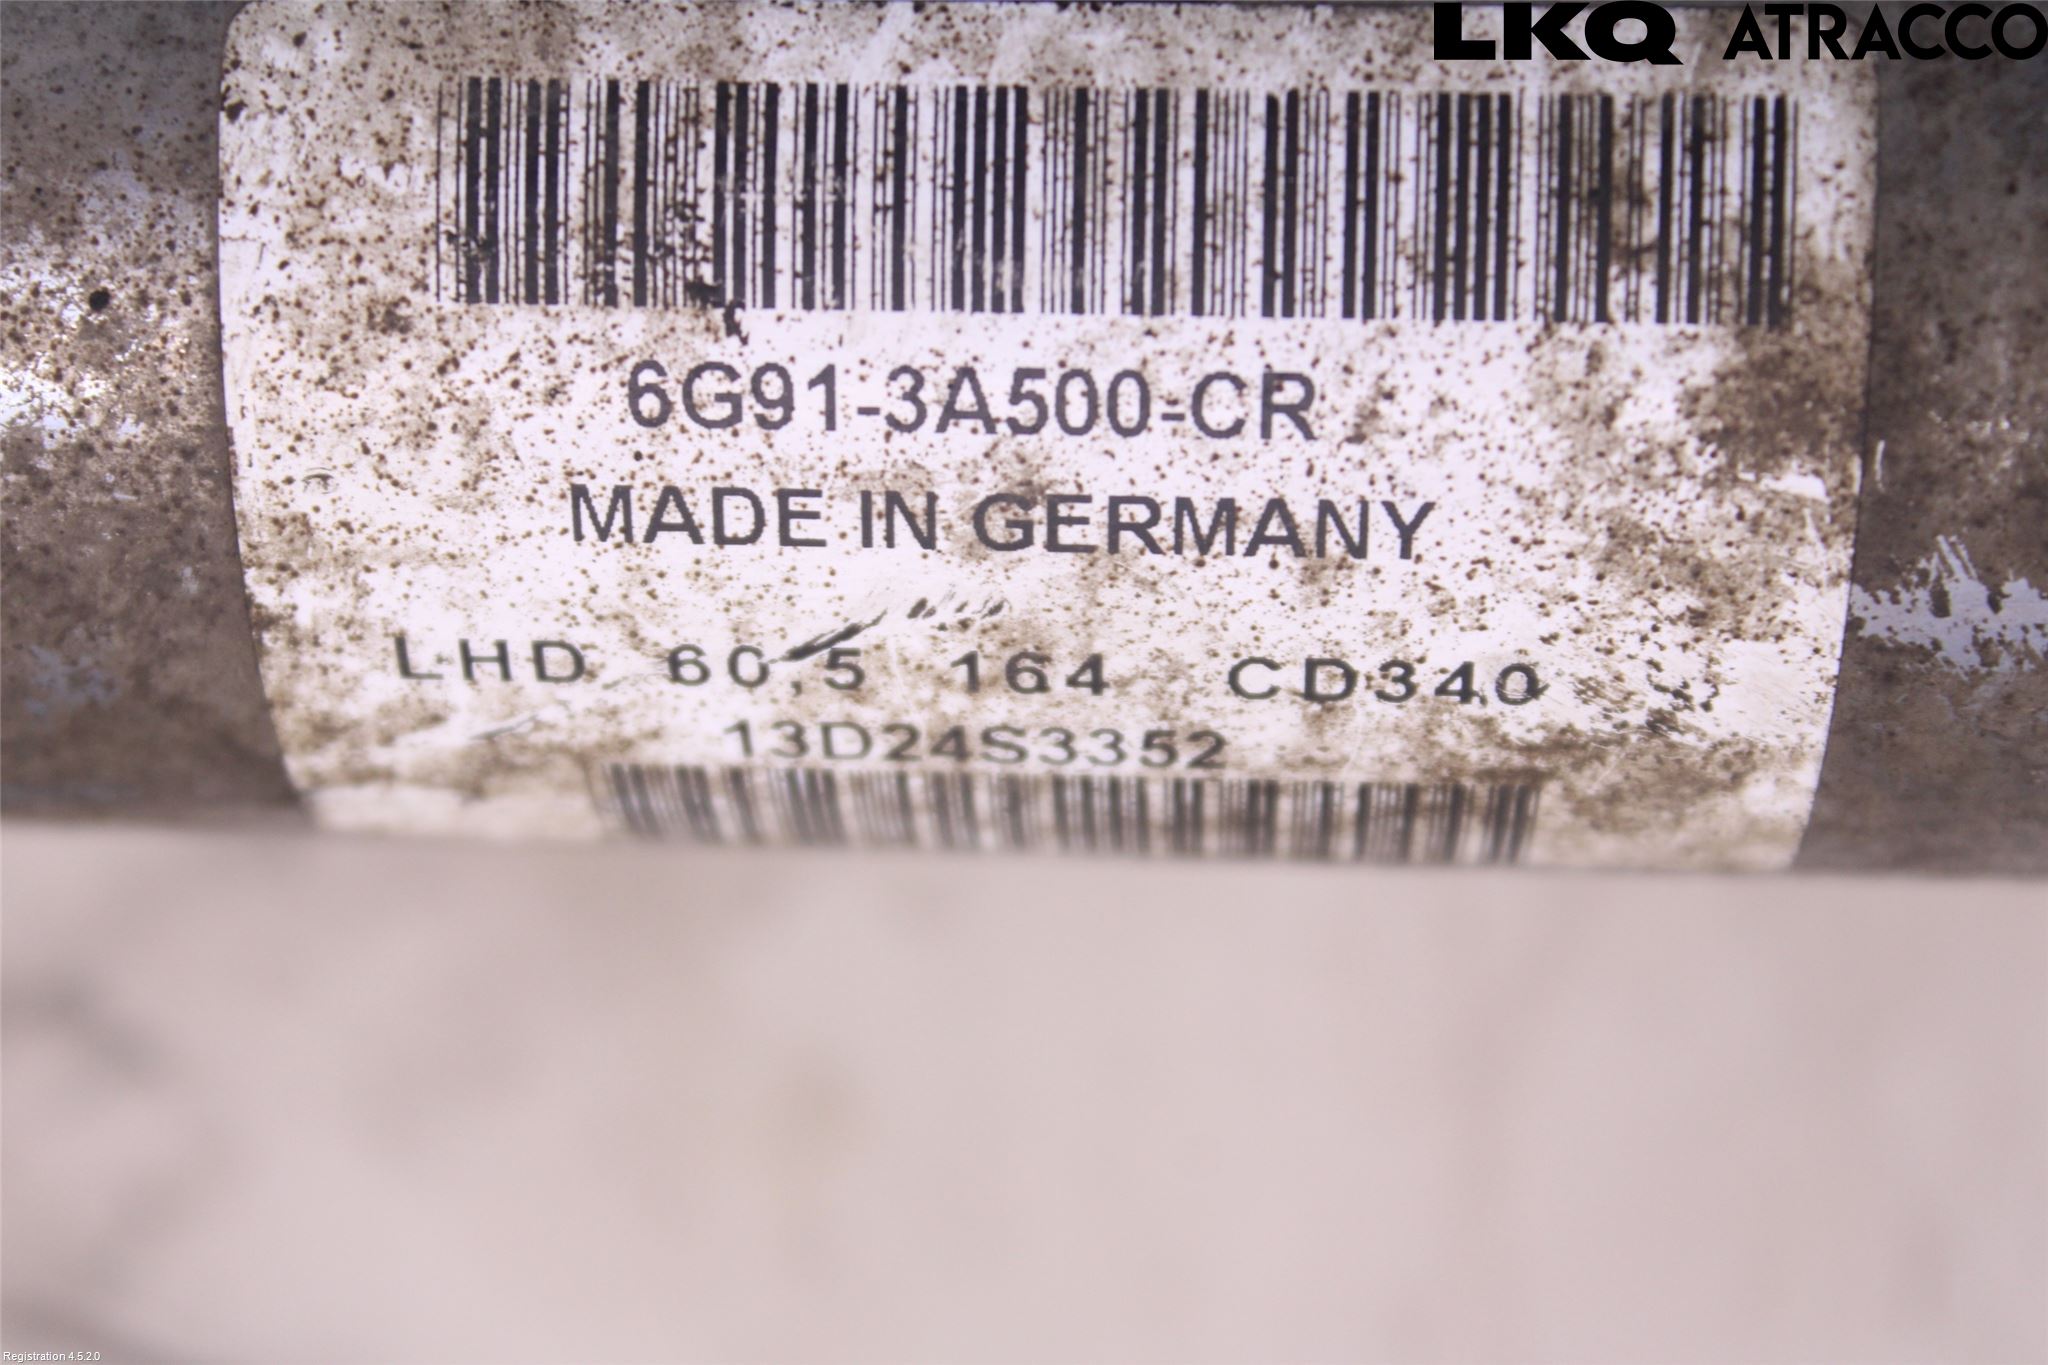 LKQ ATRACCO
6G91-3A500-CR
MADE IN GERMANY
LHD 60,5 164 CD340
13D24S3352
Registration 4.5.2.0